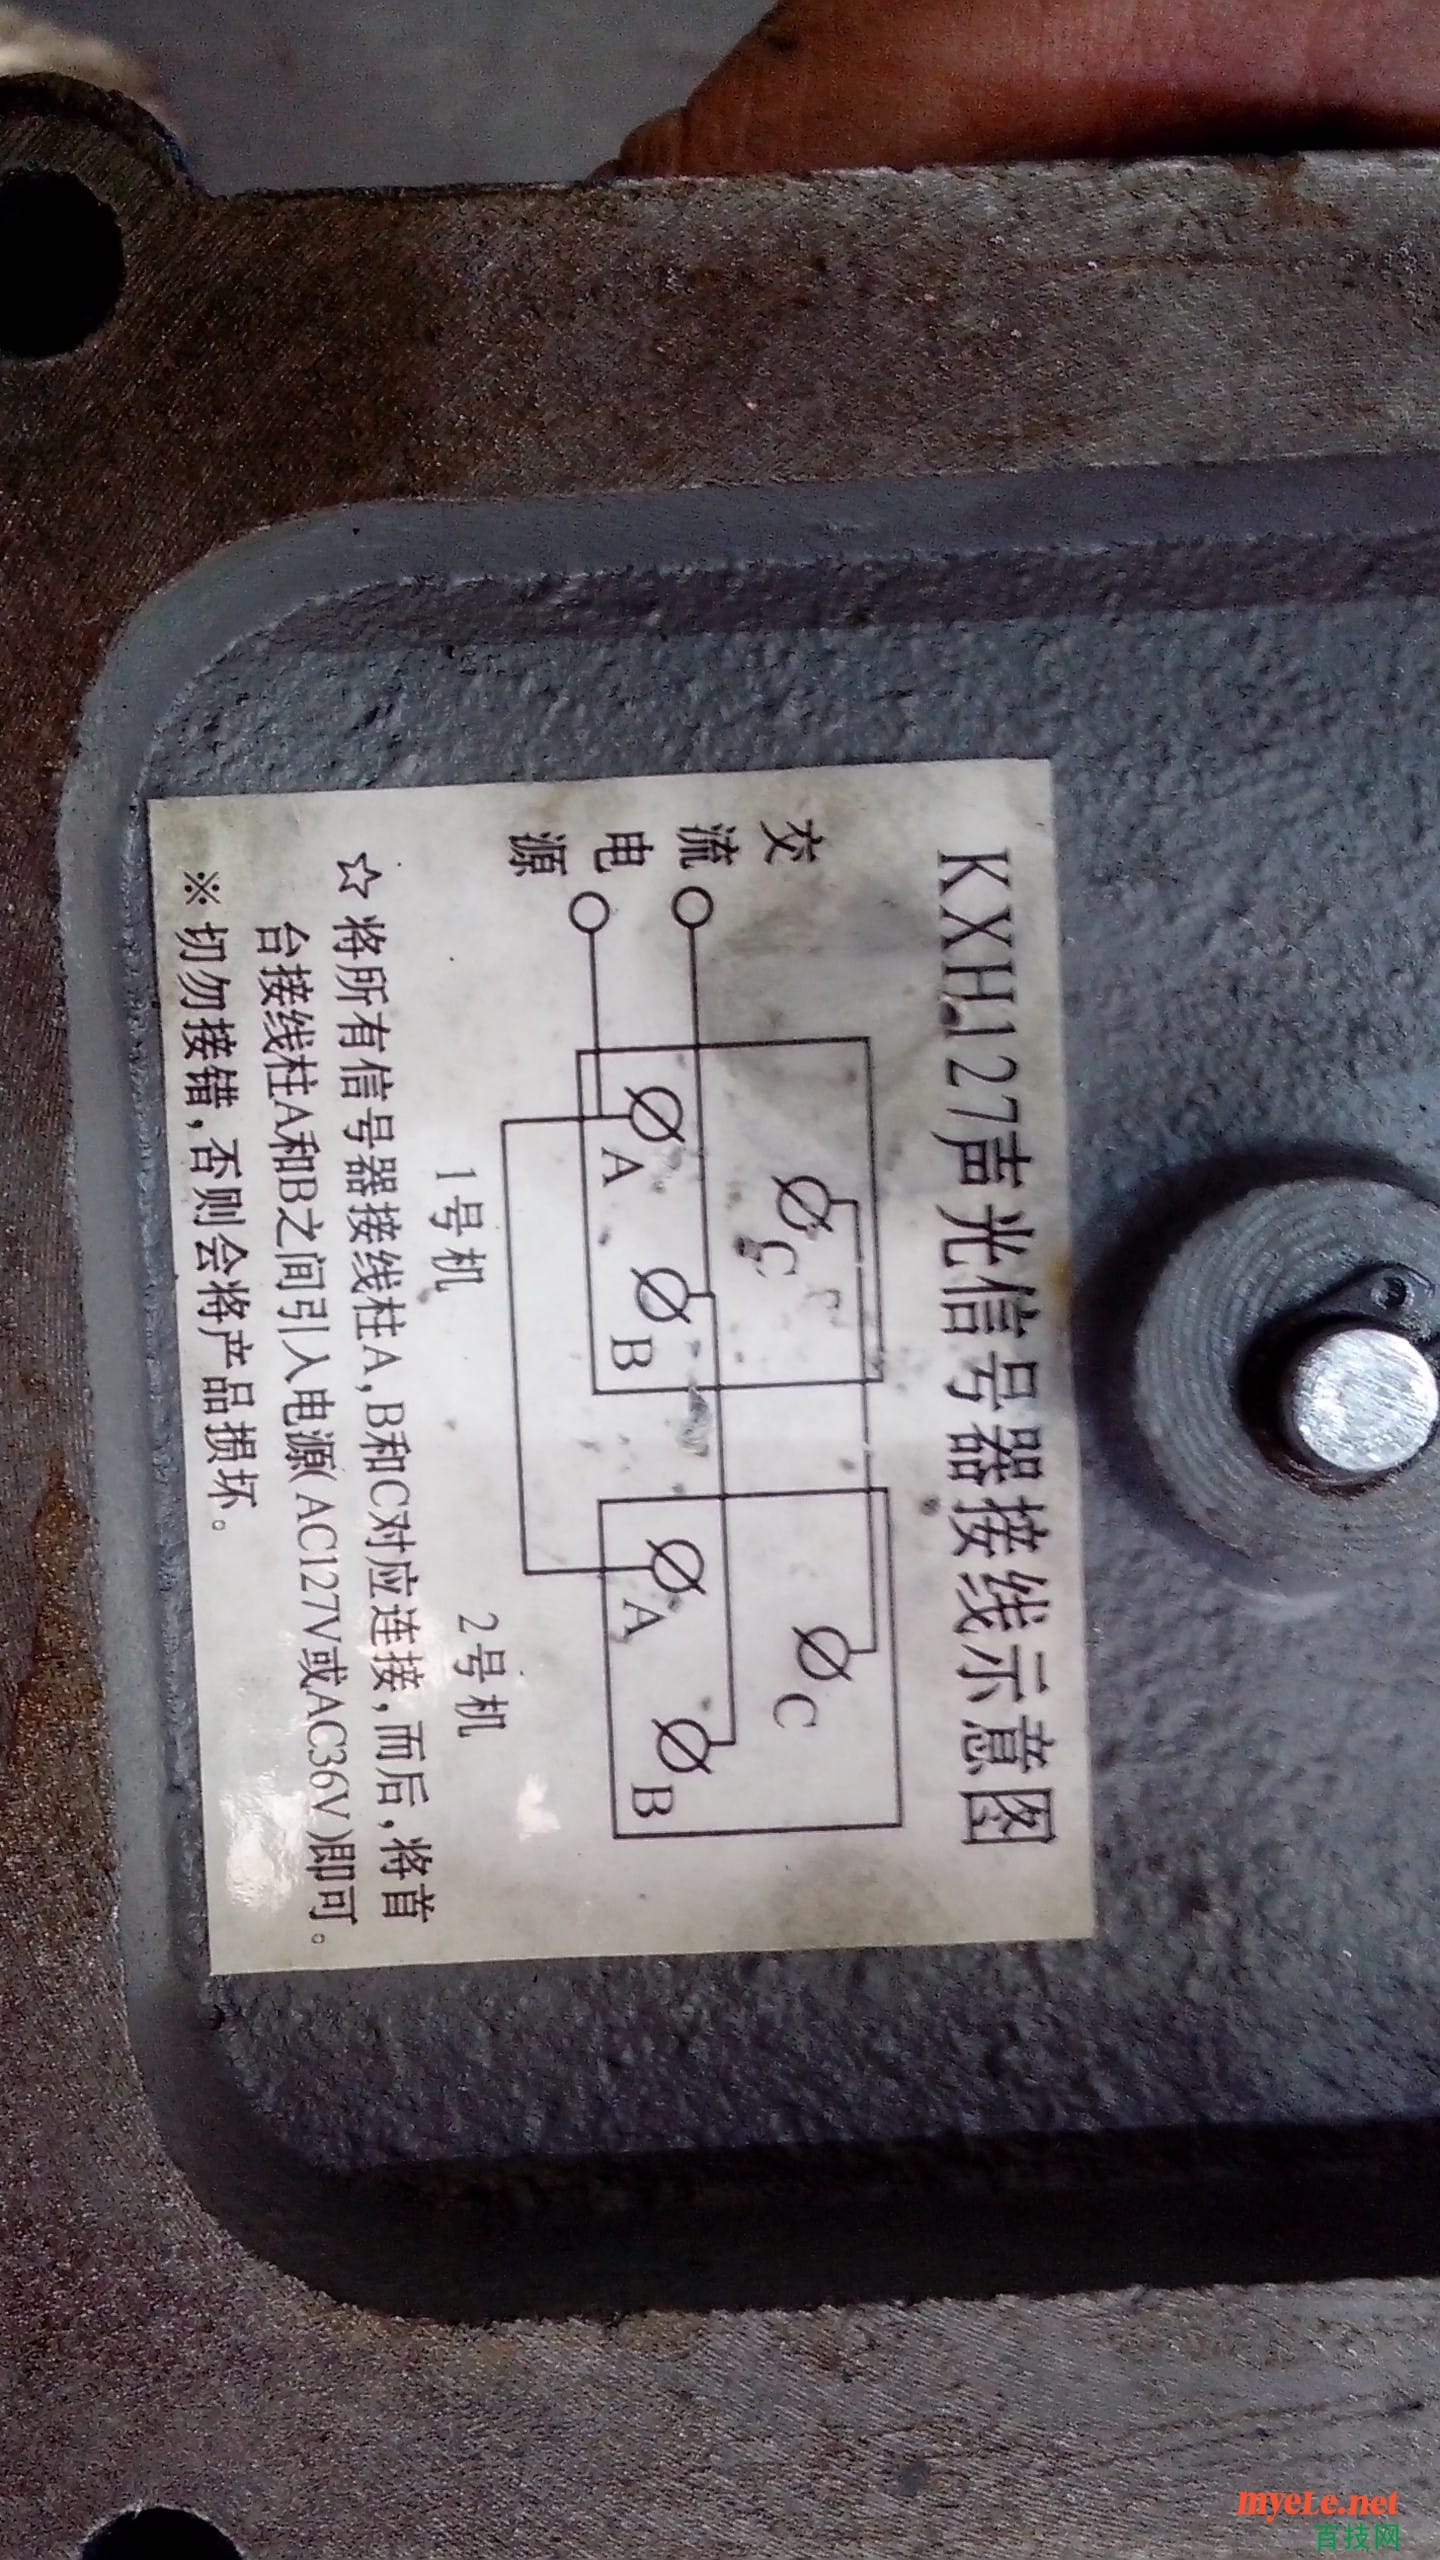 KXH127声光信号器接线示意图
交
流
电
源
C
C
A
B
A
B
1号机
2号机
☆将所有信号器接线柱A,B和C对应连接,而后,将首
台接线柱A和B之间引入电源(AC127V或AC36V)即可。
※切勿接错,否则会将产品损坏。
myele.net
百技网